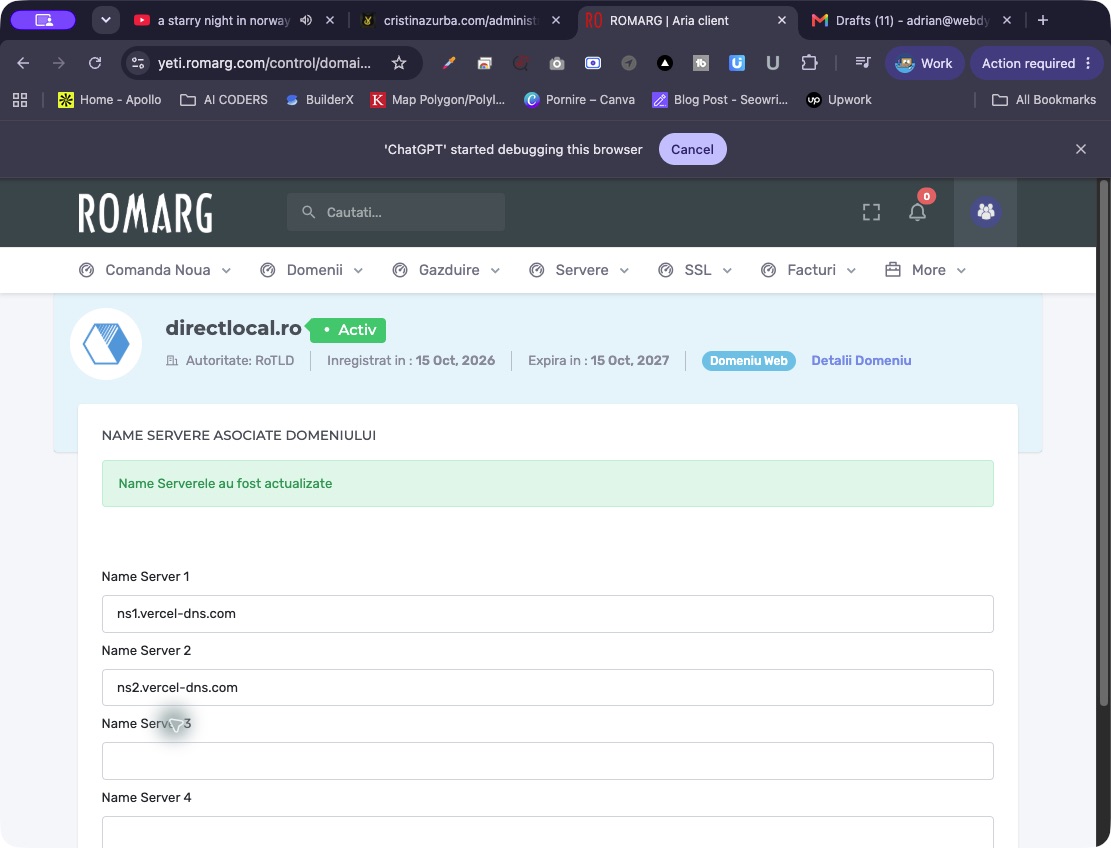 a starry night in norway
cristinazurba.com/administ
ROMARG | Aria client
Drafts (11) - adrian@webdy
yeti.romarg.com/control/domai...
Work
Action required
Home - Apollo
AI CODERS
BuilderX
Map Polygon/Polyl...
Pornire – Canva
Blog Post - Seowri...
Upwork
All Bookmarks
'ChatGPT' started debugging this browser
Cancel
ROMARG
Cautati...
0
Comanda Noua
Domenii
Gazduire
Servere
SSL
Facturi
More
directlocal.ro
• Activ
Autoritate: RoTLD
Inregistrat in : 15 Oct, 2026
Expira in : 15 Oct, 2027
Domeniu Web
Detalii Domeniu
NAME SERVERE ASOCIATE DOMENIULUI
Name Serverele au fost actualizate
Name Server 1
ns1.vercel-dns.com
Name Server 2
ns2.vercel-dns.com
Name Server 3
Name Server 4